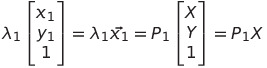 λ₁ [x₁ y₁ 1] = λ₁x⃗₁ = P₁ [X Y 1] = P₁X